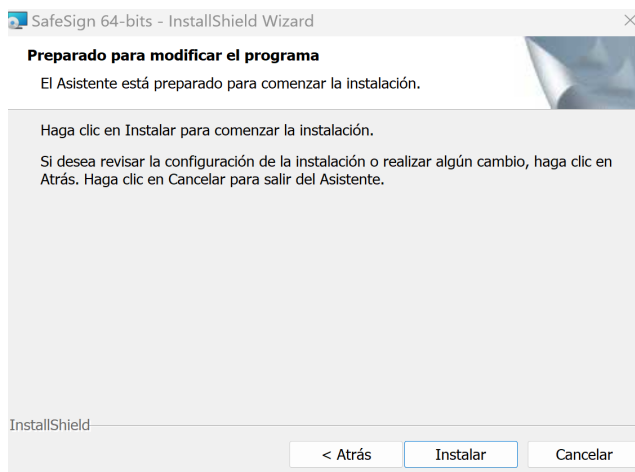 SafeSign 64-bits - InstallShield Wizard
Preparado para modificar el programa
El Asistente está preparado para comenzar la instalación.
Haga clic en Instalar para comenzar la instalación.
Si desea revisar la configuración de la instalación o realizar algún cambio, haga clic en
Atrás. Haga clic en Cancelar para salir del Asistente.
InstallShield
< Atrás
Instalar
Cancelar